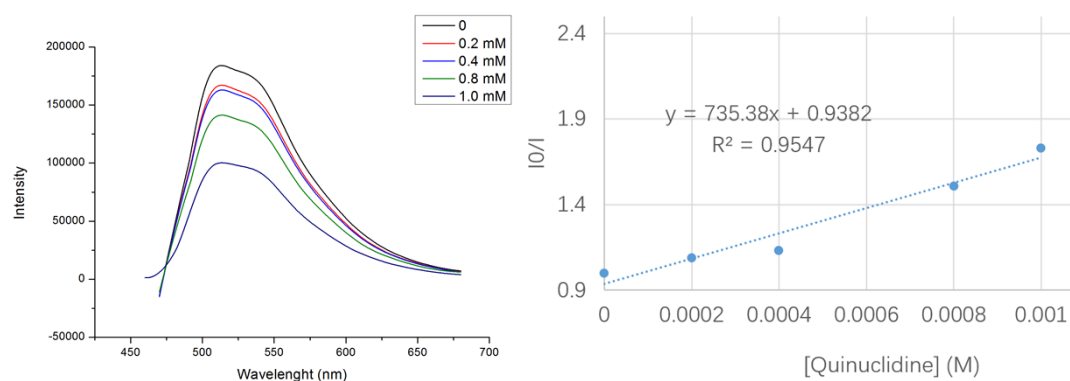 0
0.2 mM
0.4 mM
0.8 mM
1.0 mM
200000
150000
100000
50000
0
-50000
Intensity
450 500 550 600 650 700
Wavelenght (nm)
2.4
1.9
1.4
0.9
I0/I
y = 735.38x + 0.9382
R² = 0.9547
0 0.0002 0.0004 0.0006 0.0008 0.001
[Quinuclidine] (M)